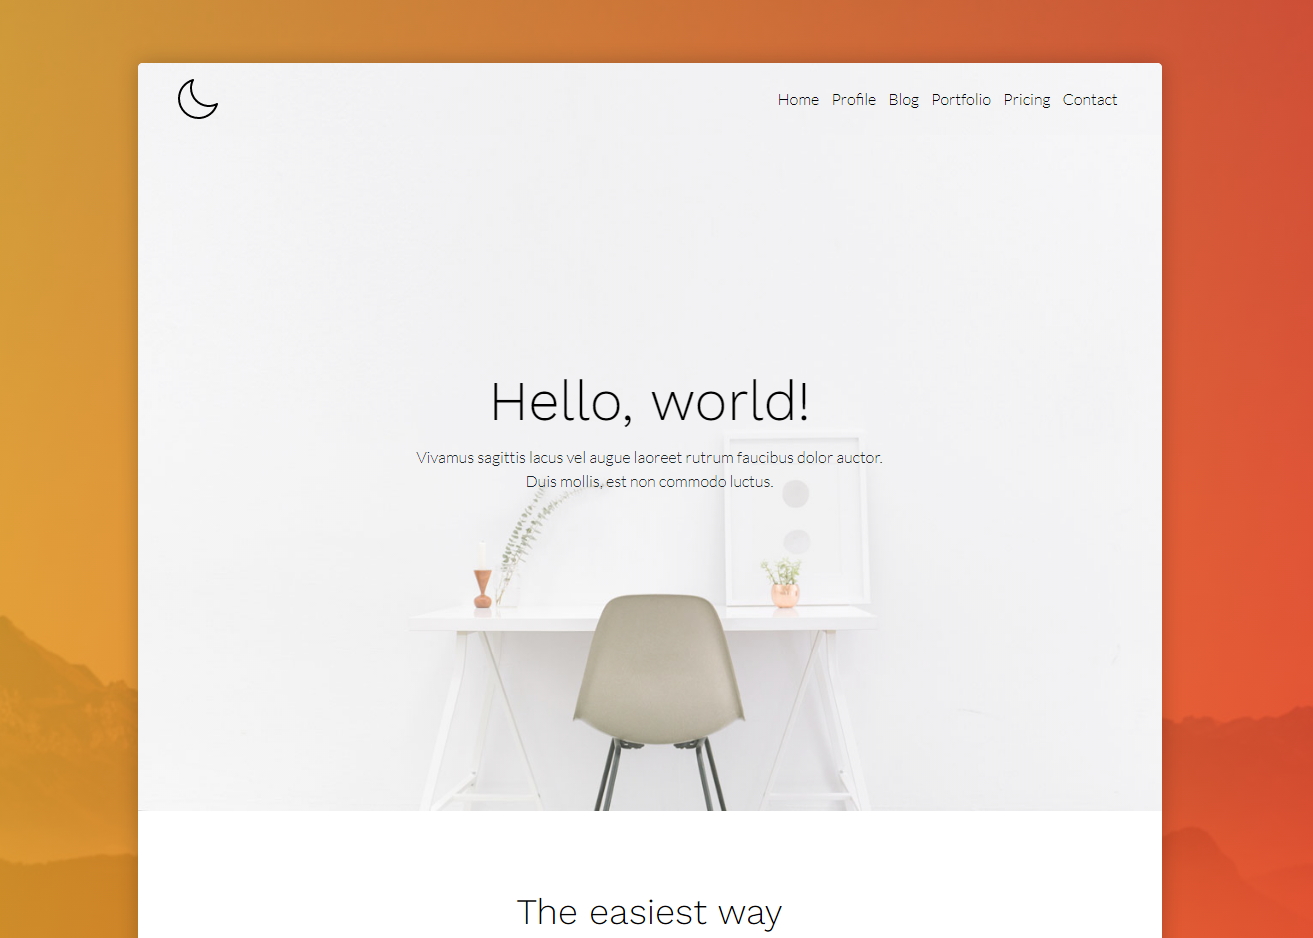 Home Profile Blog Portfolio Pricing Contact
Hello, world!
Vivamus sagittis lacus vel augue laoreet rutrum faucibus dolor auctor.
Duis mollis, est non commodo luctus.
The easiest way